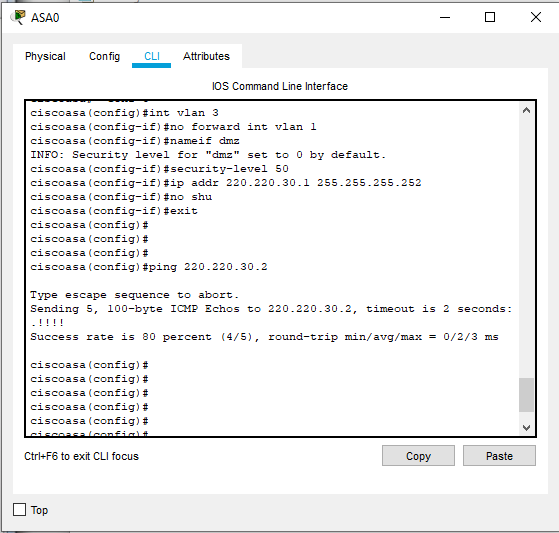 ASA0
Physical Config CLI Attributes
IOS Command Line Interface
ciscoasa(config)#int vlan 3
ciscoasa(config-if)#no forward int vlan 1
ciscoasa(config-if)#nameif dmz
INFO: Security level for "dmz" set to 0 by default.
ciscoasa(config-if)#security-level 50
ciscoasa(config-if)#ip addr 220.220.30.1 255.255.255.252
ciscoasa(config-if)#no shu
ciscoasa(config-if)#exit
ciscoasa(config)#
ciscoasa(config)#
ciscoasa(config)#
ciscoasa(config)#ping 220.220.30.2
Type escape sequence to abort.
Sending 5, 100-byte ICMP Echos to 220.220.30.2, timeout is 2 seconds:
.!!!!
Success rate is 80 percent (4/5), round-trip min/avg/max = 0/2/3 ms
ciscoasa(config)#
ciscoasa(config)#
ciscoasa(config)#
ciscoasa(config)#
ciscoasa(config)#
ciscoasa(config)#
Ctrl+F6 to exit CLI focus
Copy Paste
Top